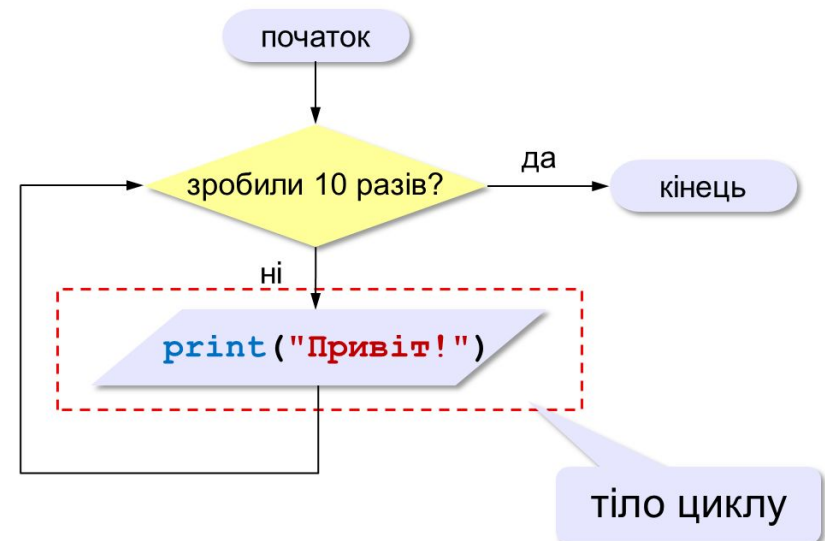 початок
зробили 10 разів?
да
кінець
ні
print("Привіт!")
тіло циклу